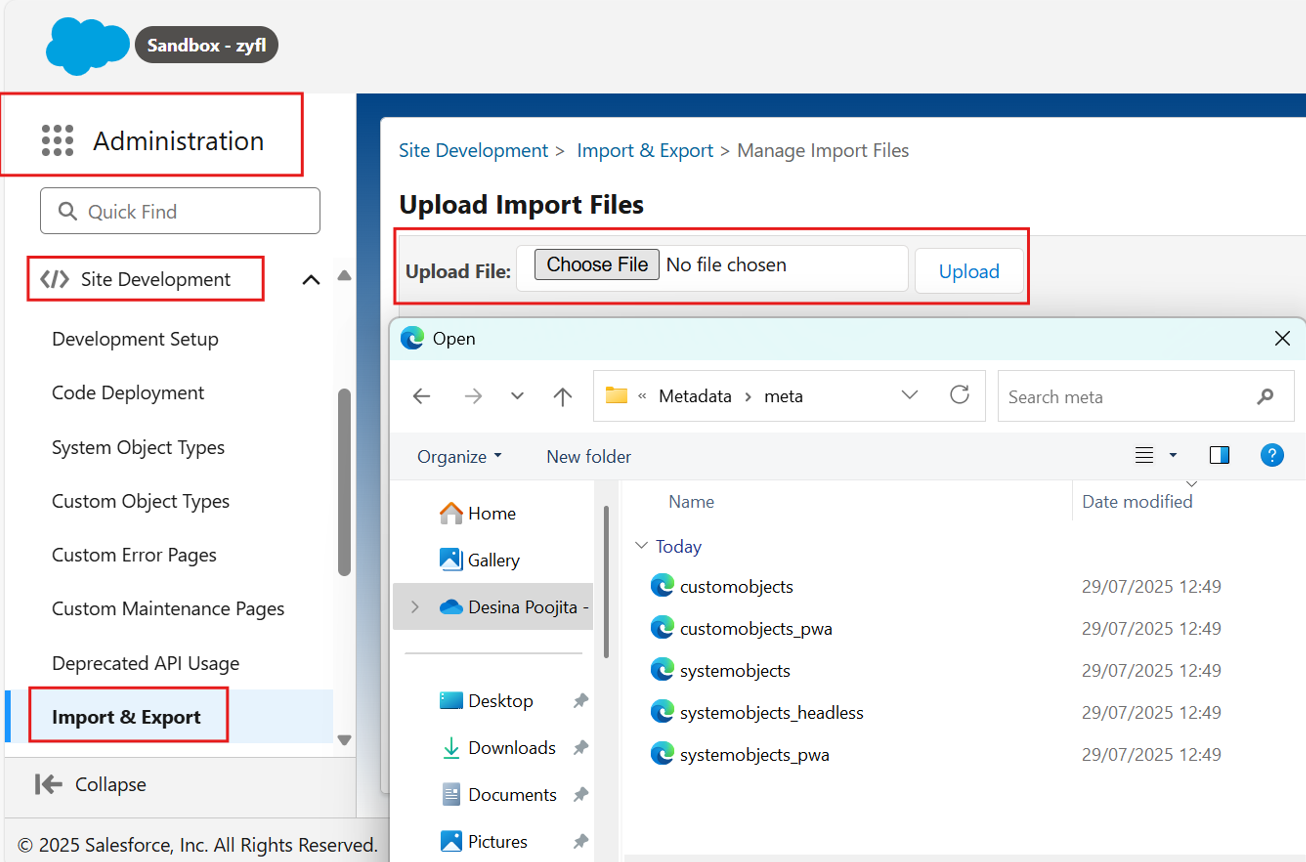 Sandbox - zyfl
Administration
Quick Find
</> Site Development
Development Setup
Code Deployment
System Object Types
Custom Object Types
Custom Error Pages
Custom Maintenance Pages
Deprecated API Usage
Import & Export
Collapse
© 2025 Salesforce, Inc. All Rights Reserved.
Site Development > Import & Export > Manage Import Files
Upload Import Files
Upload File: Choose File No file chosen Upload
Open
« Metadata › meta
Search meta
Organize New folder
?
Home
Gallery
Desina Poojita -
Desktop
Downloads
Documents
Pictures
Name Date modified
Today
customobjects 29/07/2025 12:49
customobjects_pwa 29/07/2025 12:49
systemobjects 29/07/2025 12:49
systemobjects_headless 29/07/2025 12:49
systemobjects_pwa 29/07/2025 12:49